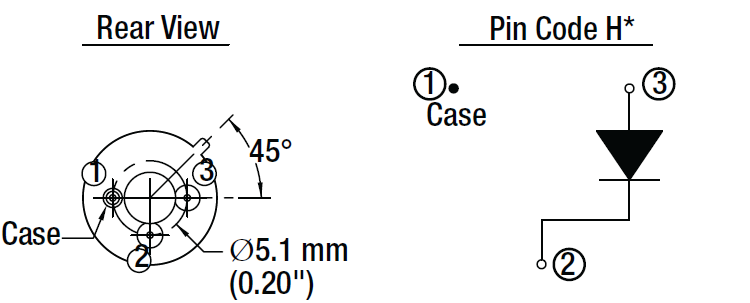 Rear View
1
45°
3
Case
2
Ø5.1 mm
(0.20")
Pin Code H*
1
Case
3
2